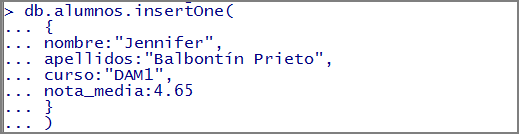 > db.alumnos.insertOne(
... {
... nombre:"Jennifer",
... apellidos:"Balbontín Prieto",
... curso:"DAM1",
... nota_media:4.65
... }
... )